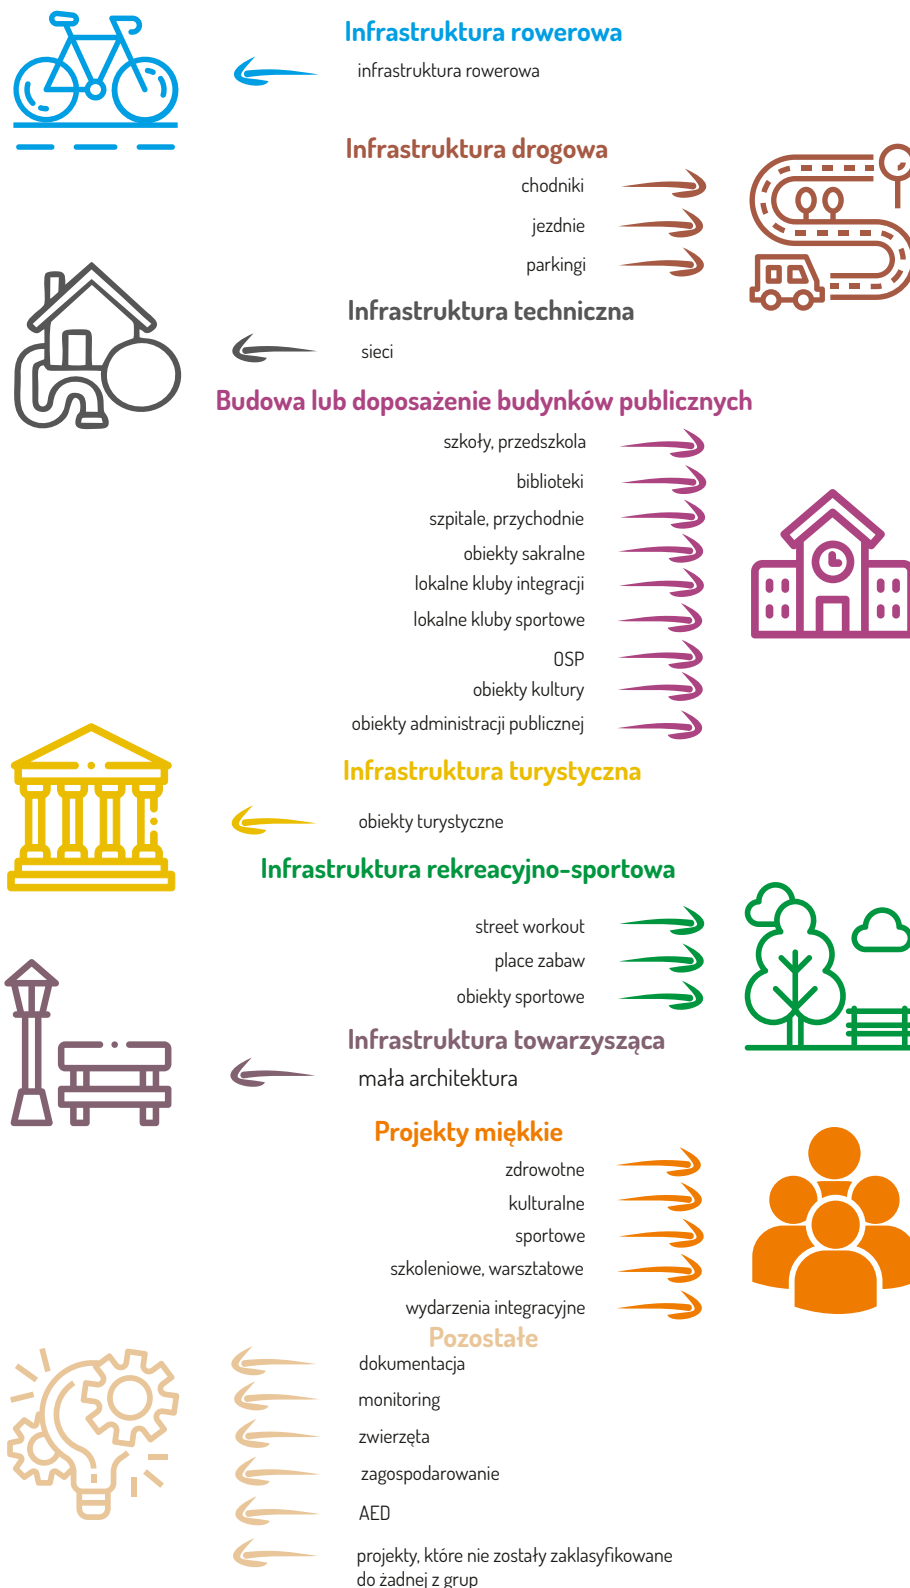 Infrastruktura rowerowa
infrastruktura rowerowa
Infrastruktura drogowa
chodniki
jezdnie
parkingi
Infrastruktura techniczna
sieci
Budowa lub doposażenie budynków publicznych
szkoły, przedszkola
biblioteki
szpitale, przychodnie
obiekty sakralne
lokalne kluby integracji
lokalne kluby sportowe
OSP
obiekty kultury
obiekty administracji publicznej
Infrastruktura turystyczna
obiekty turystyczne
Infrastruktura rekreacyjno-sportowa
street workout
place zabaw
obiekty sportowe
Infrastruktura towarzysząca
mała architektura
Projekty miękkie
zdrowotne
kulturalne
sportowe
szkoleniowe, warsztatowe
wydarzenia integracyjne
Pozostałe
dokumentacja
monitoring
zwierzęta
zagospodarowanie
AED
projekty, które nie zostały zaklasyfikowane
do żadnej z grup